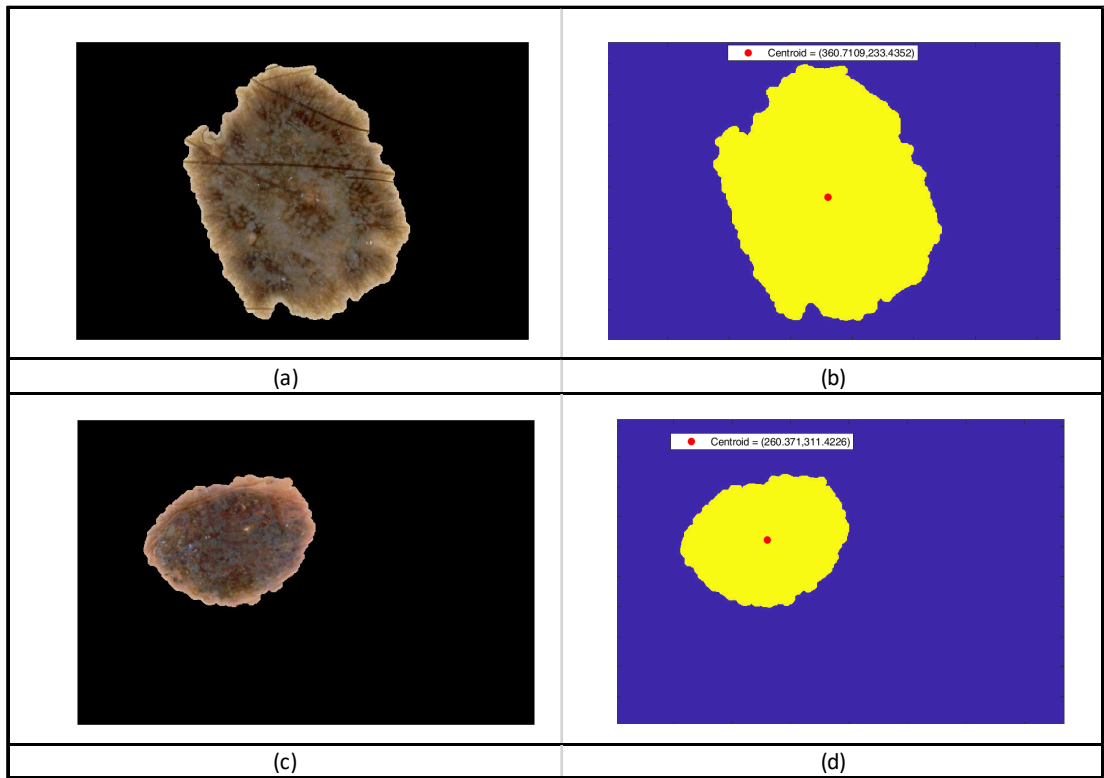 Centroid = (360.7109,233.4352)
(a)
(b)
Centroid = (260.371,311.4226)
(c)
(d)